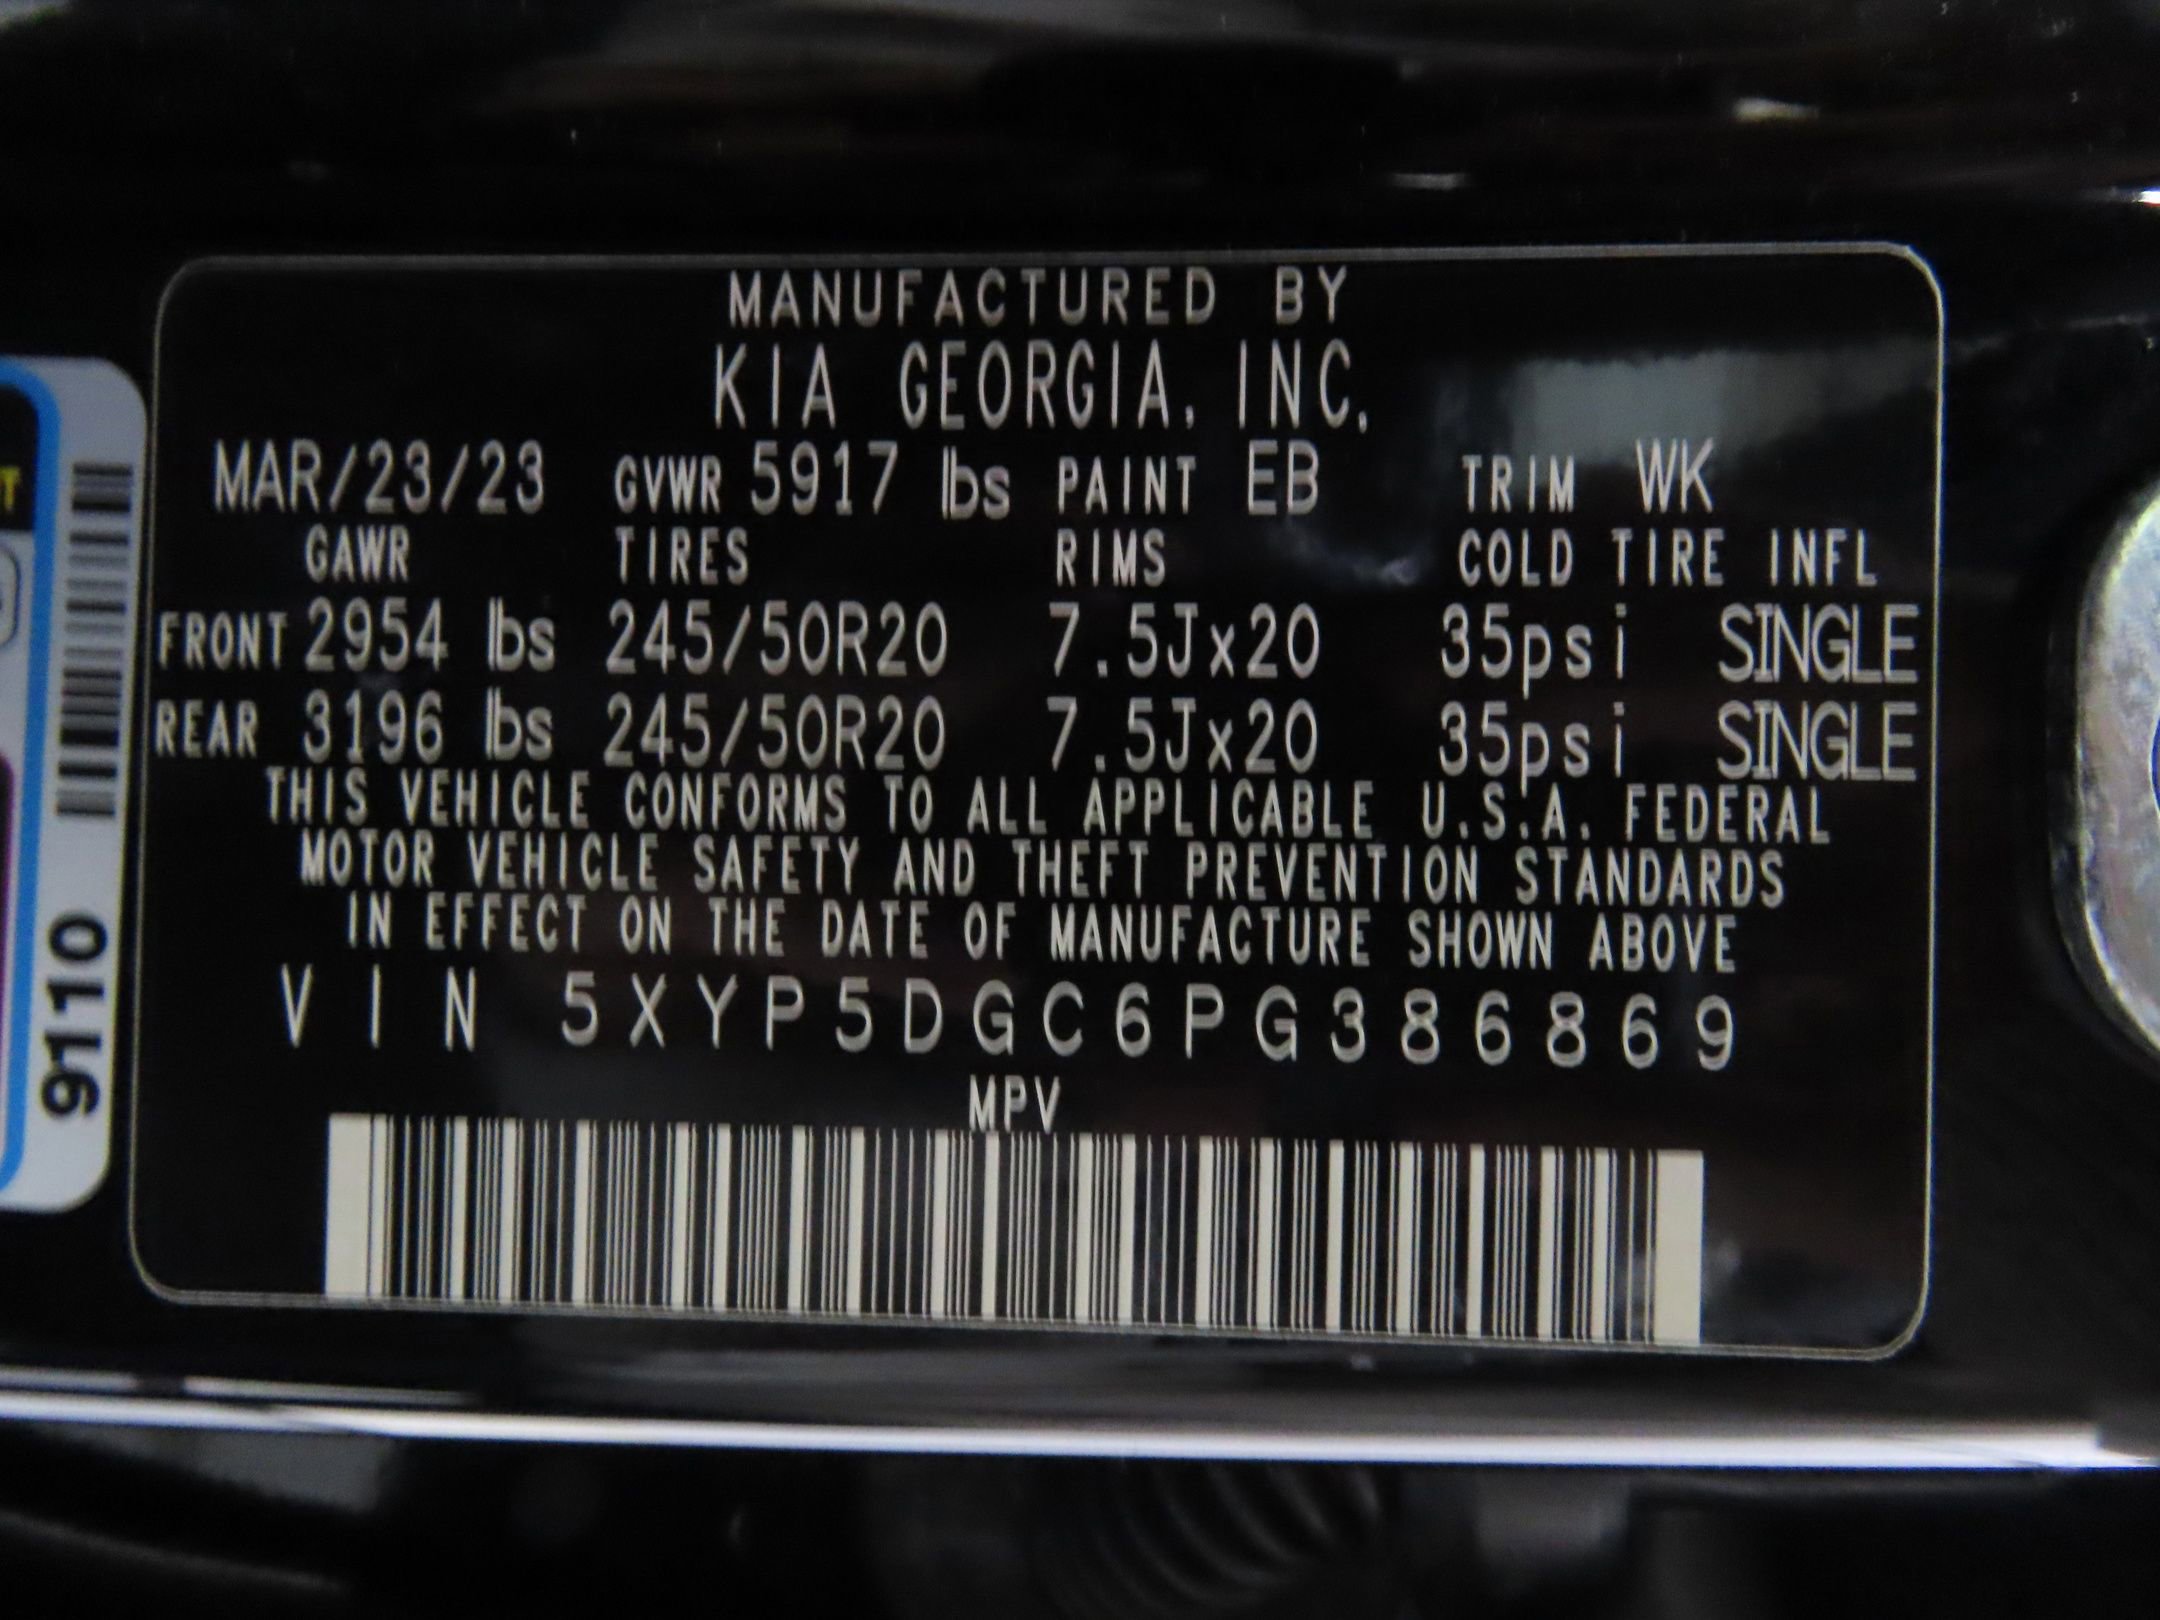 MANUFACTURED BY
KIA GEORGIA, INC,
MAR/23/23 GVWR 5917 lbs PAINT EB TRIM WK
GAWR TIRES RIMS COLD TIRE INFL
FRONT 2954 lbs 245/50R20 7.5Jx20 35psi SINGLE
REAR 3196 lbs 245/50R20 7.5Jx20 35psi SINGLE
THIS VEHICLE CONFORMS TO ALL APPLICABLE U.S.A. FEDERAL
MOTOR VEHICLE SAFETY AND THEFT PREVENTION STANDARDS
IN EFFECT ON THE DATE OF MANUFACTURE SHOWN ABOVE
VIN 5XYP5DGC6PG386869
MPV
9110